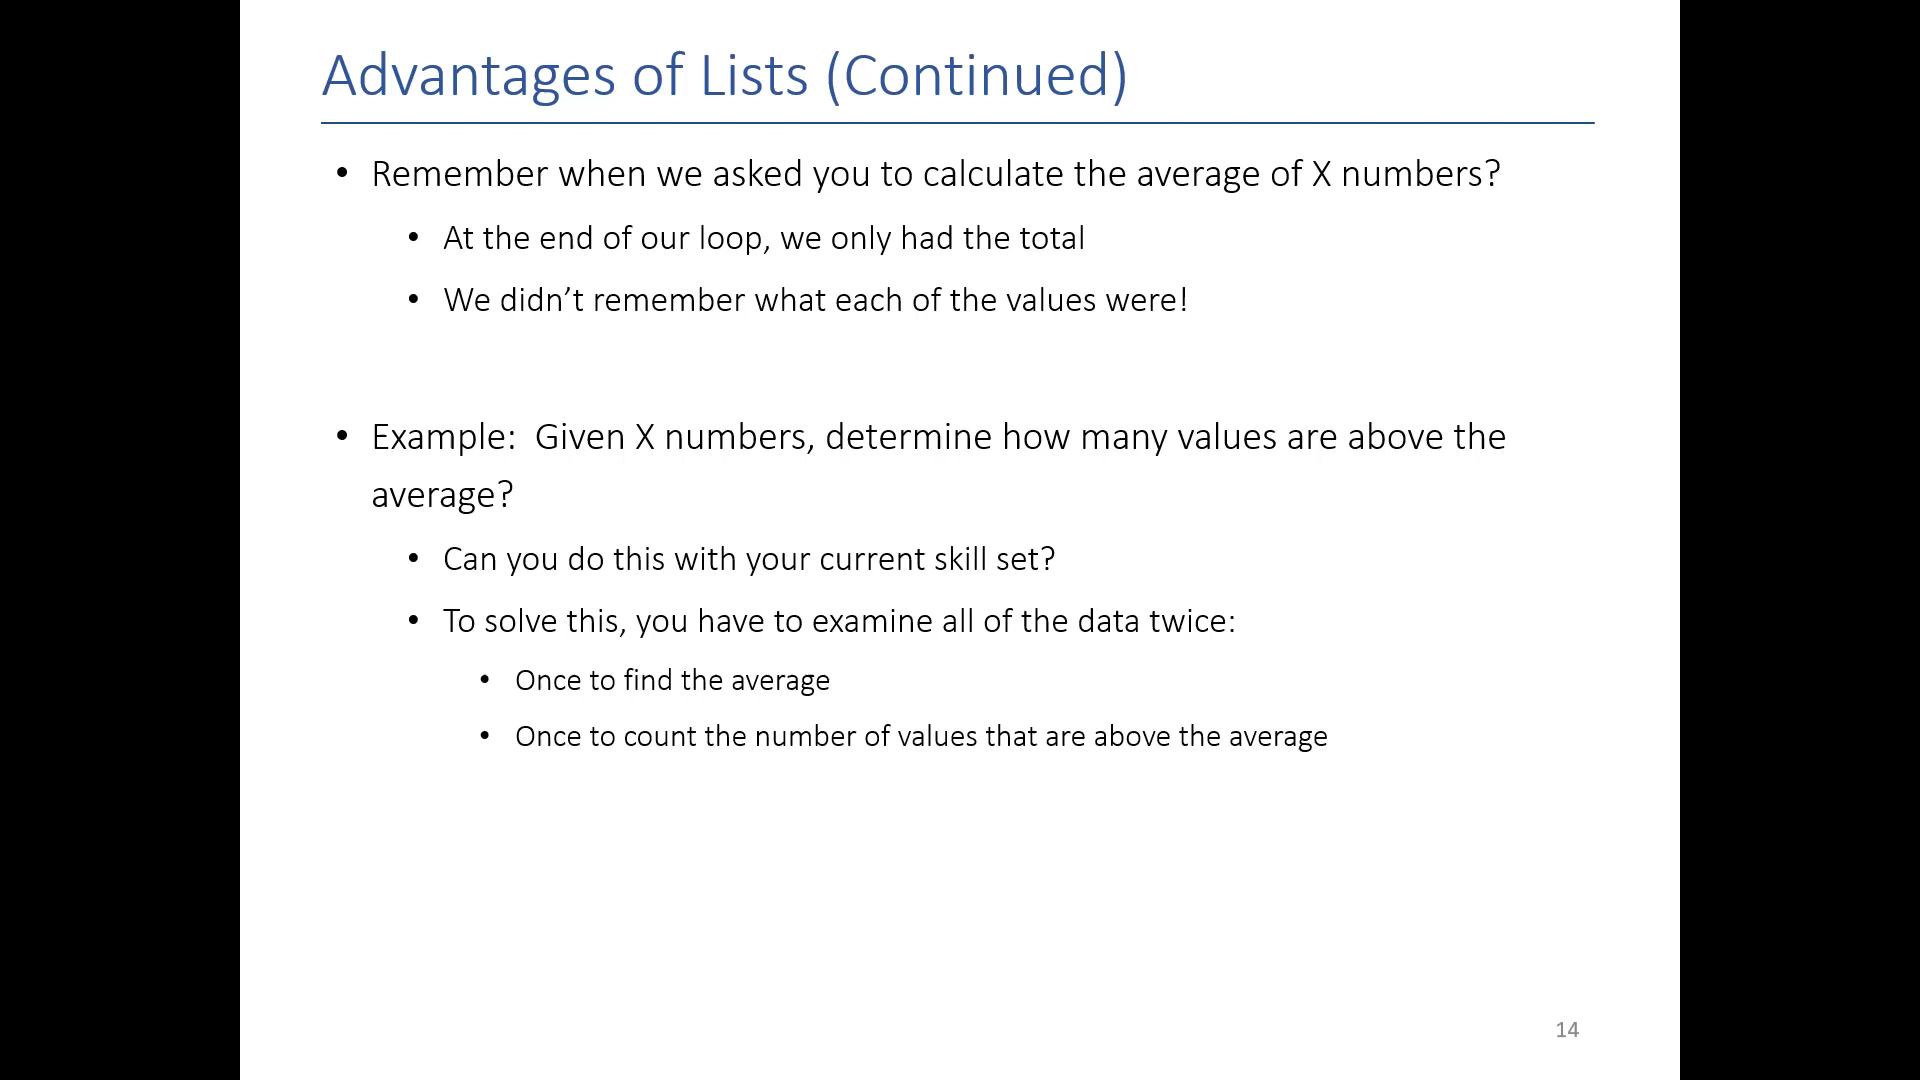 Advantages of Lists (Continued)
• Remember when we asked you to calculate the average of X numbers?
• At the end of our loop, we only had the total
• We didn’t remember what each of the values were!
• Example:  Given X numbers, determine how many values are above the
average?
• Can you do this with your current skill set?
• To solve this, you have to examine all of the data twice:
• Once to find the average
• Once to count the number of values that are above the average
14